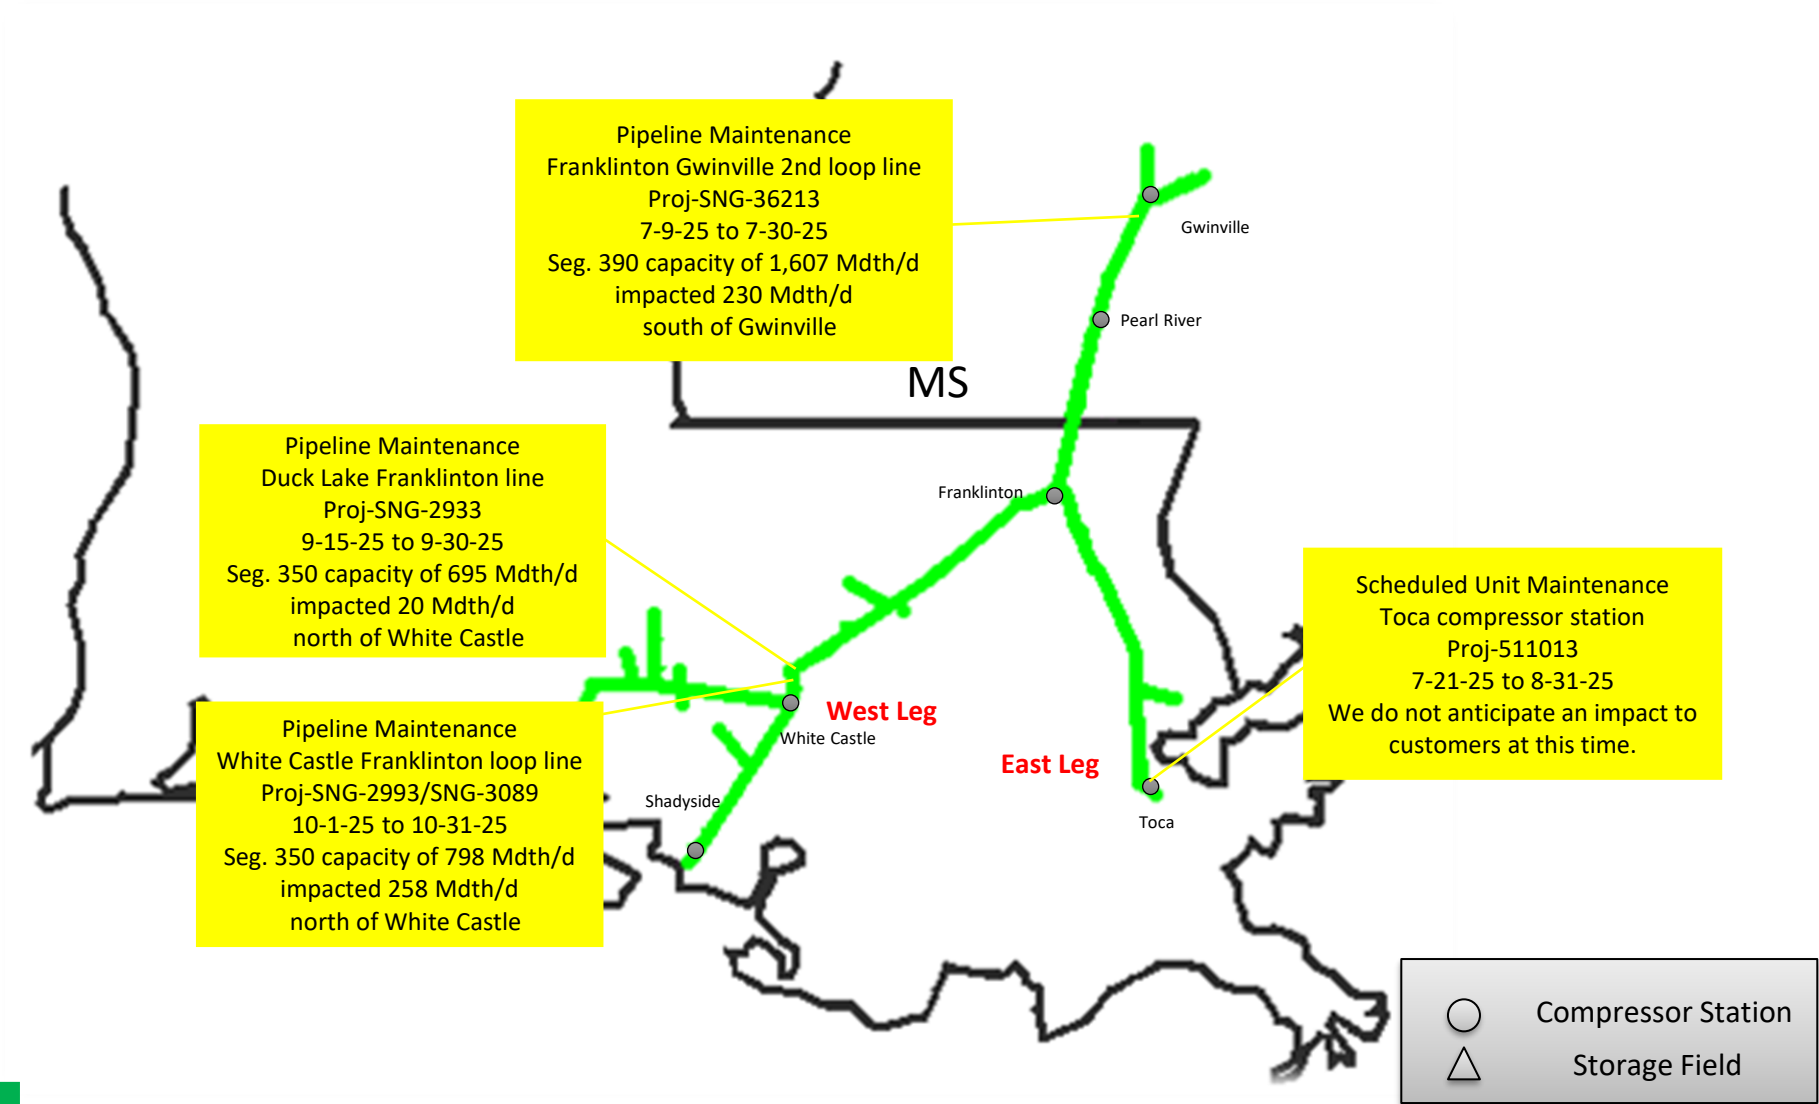 Pipeline Maintenance
Franklinton Gwinville 2nd loop line
Proj-SNG-36213
7-9-25 to 7-30-25
Seg. 390 capacity of 1,607 Mdth/d
impacted 230 Mdth/d
south of Gwinville
Gwinville
Pearl River
MS
Pipeline Maintenance
Duck Lake Franklinton line
Proj-SNG-2933
9-15-25 to 9-30-25
Seg. 350 capacity of 695 Mdth/d
impacted 20 Mdth/d
north of White Castle
Franklinton
Scheduled Unit Maintenance
Toca compressor station
Proj-511013
7-21-25 to 8-31-25
We do not anticipate an impact to
customers at this time.
West Leg
White Castle
East Leg
Pipeline Maintenance
White Castle Franklinton loop line
Proj-SNG-2993/SNG-3089
10-1-25 to 10-31-25
Seg. 350 capacity of 798 Mdth/d
impacted 258 Mdth/d
north of White Castle
Shadyside
Toca
Compressor Station
Storage Field